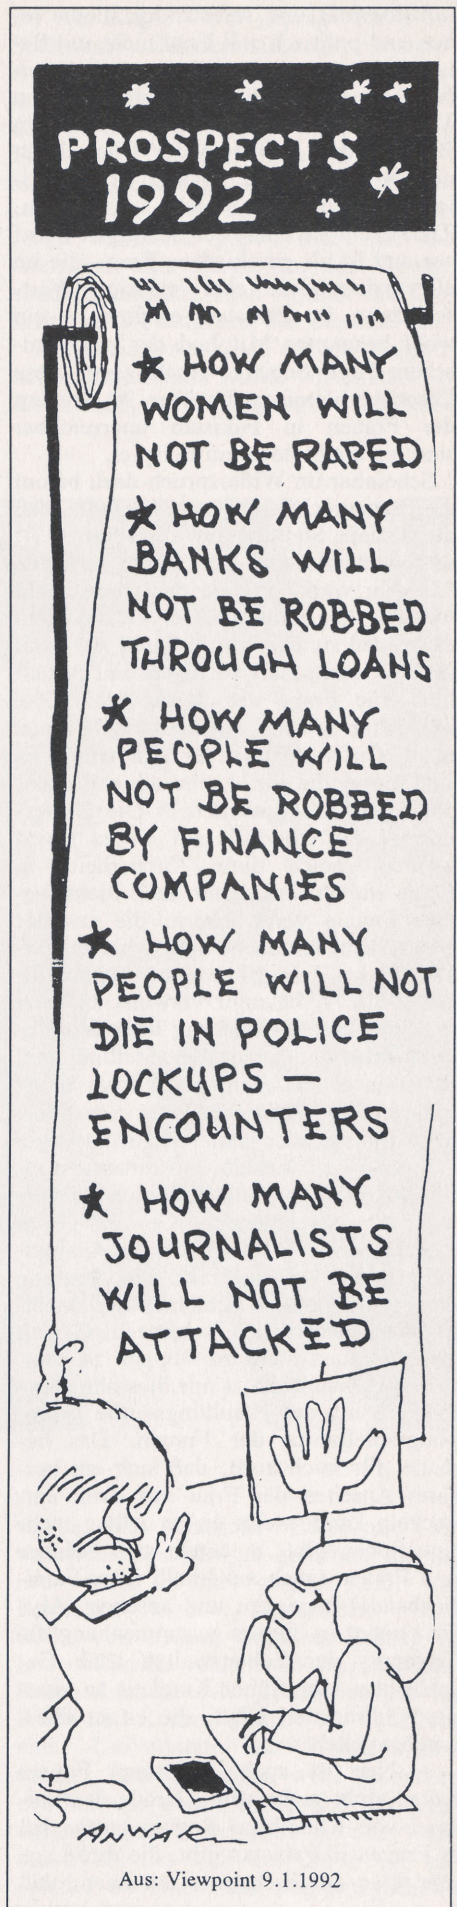 PROSPECTS
1992
* HOW MANY
WOMEN WILL
NOT BE RAPED
* HOW MANY
BANKS WILL
NOT BE ROBBED
THROUGH LOANS
* HOW MANY
PEOPLE WILL
NOT BE ROBBED
BY FINANCE
COMPANIES
* HOW MANY
PEOPLE WILL NOT
DIE IN POLICE
LOCKUPS —
ENCOUNTERS
* HOW MANY
JOURNALISTS
WILL NOT BE
ATTACKED
ANWAR
Aus: Viewpoint 9.1.1992